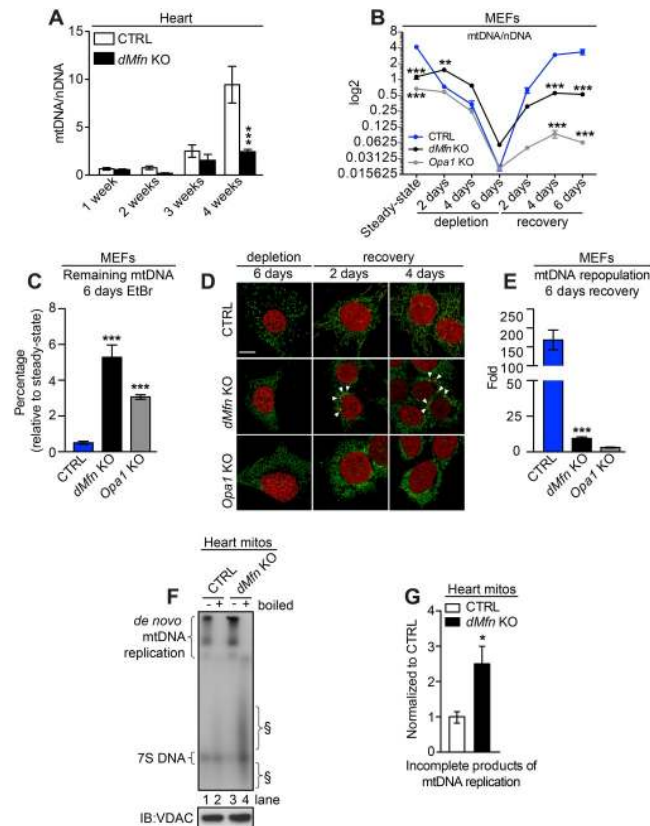 A
Heart
CTRL
dMfn KO
mtDNA/nDNA
15
10
5
0
***
1 week
2 weeks
3 weeks
4 weeks
B
MEFs
mtDNA/nDNA
log2
4
2
1
0.5
0.25
0.125
0.0625
0.03125
0.015625
***
**
***
***
***
***
***
CTRL
dMfn KO
Opa1 KO
Steady-state
2 days
4 days
6 days
2 days
4 days
6 days
depletion
recovery
C
MEFs
Remaining mtDNA
6 days EtBr
Percentage
(relative to steady-state)
8
6
4
2
0
***
***
CTRL
dMfn KO
Opa1 KO
D
depletion
recovery
6 days
2 days
4 days
CTRL
dMfn KO
Opa1 KO
E
MEFs
mtDNA repopulation
6 days recovery
Fold
200
150
100
50
25
0
***
CTRL
dMfn KO
Opa1 KO
F
Heart mitos
CTRL
dMfn KO
- + - + boiled
de novo
mtDNA
replication
§
7S DNA
§
1 2 3 4 lane
IB:VDAC
G
Heart mitos
CTRL
dMfn KO
Normalized to CTRL
4
3
2
1
0
*
Incomplete products of
mtDNA replication